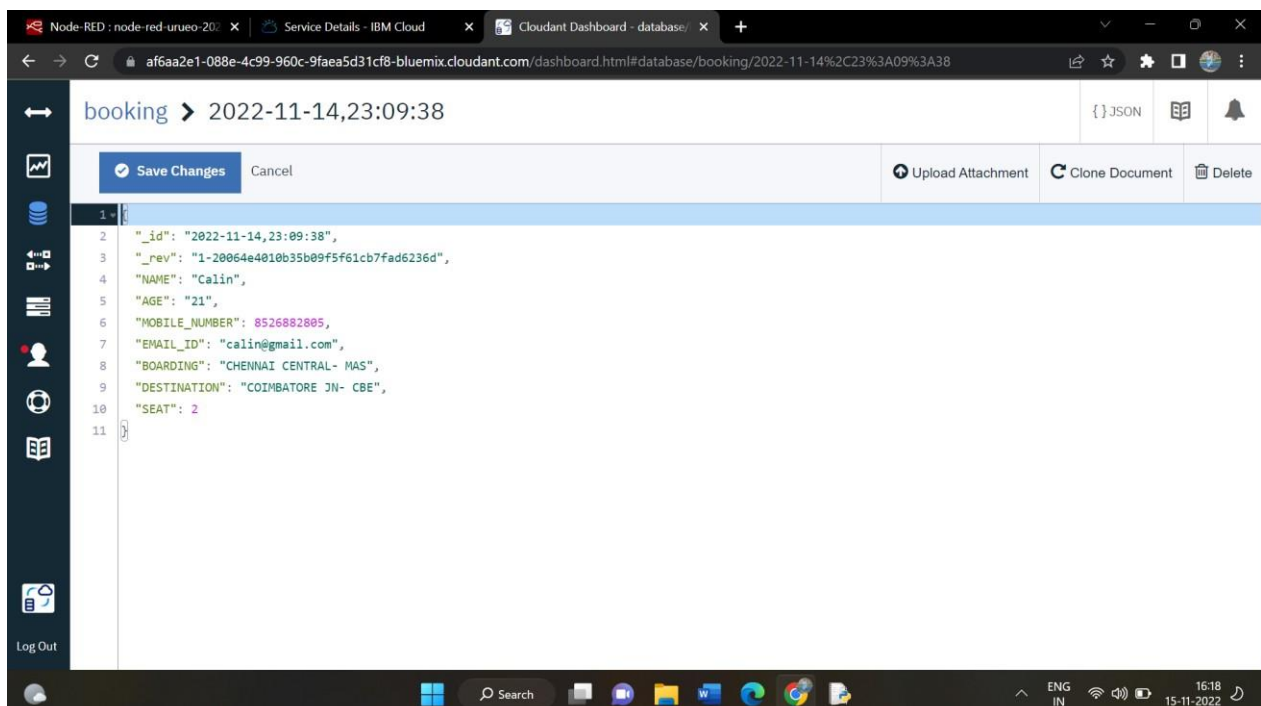 Node-RED : node-red-urueo-202
Service Details - IBM Cloud
Cloudant Dashboard - database/
af6aa2e1-088e-4c99-960c-9faea5d31cf8-bluemix.cloudant.com/dashboard.html#database/booking/2022-11-14%2C23%3A09%3A38
booking > 2022-11-14,23:09:38
{ } JSON
Save Changes
Cancel
Upload Attachment
Clone Document
Delete
1 {
2 "_id": "2022-11-14,23:09:38",
3 "_rev": "1-20064e4010b35b09f5f61cb7fad6236d",
4 "NAME": "Calin",
5 "AGE": "21",
6 "MOBILE_NUMBER": 8526882805,
7 "EMAIL_ID": "calin@gmail.com",
8 "BOARDING": "CHENNAI CENTRAL- MAS",
9 "DESTINATION": "COIMBATORE JN- CBE",
10 "SEAT": 2
11 }
Log Out
Search
ENG
IN
16:18
15-11-2022